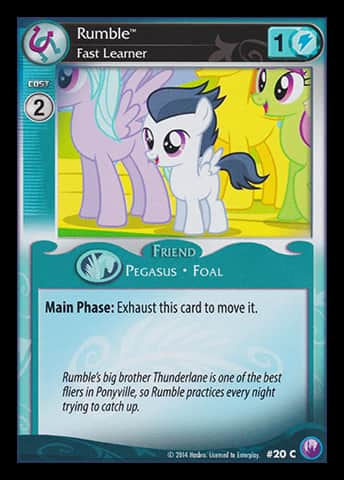 Rumble™
Fast Learner
1
COST
2
FRIEND
PEGASUS • FOAL
Main Phase: Exhaust this card to move it.
Rumble's big brother Thunderlane is one of the best
fliers in Ponyville, so Rumble practices every night
trying to catch up.
© 2014 Hasbro. Licensed to Enterplay.
#20 C